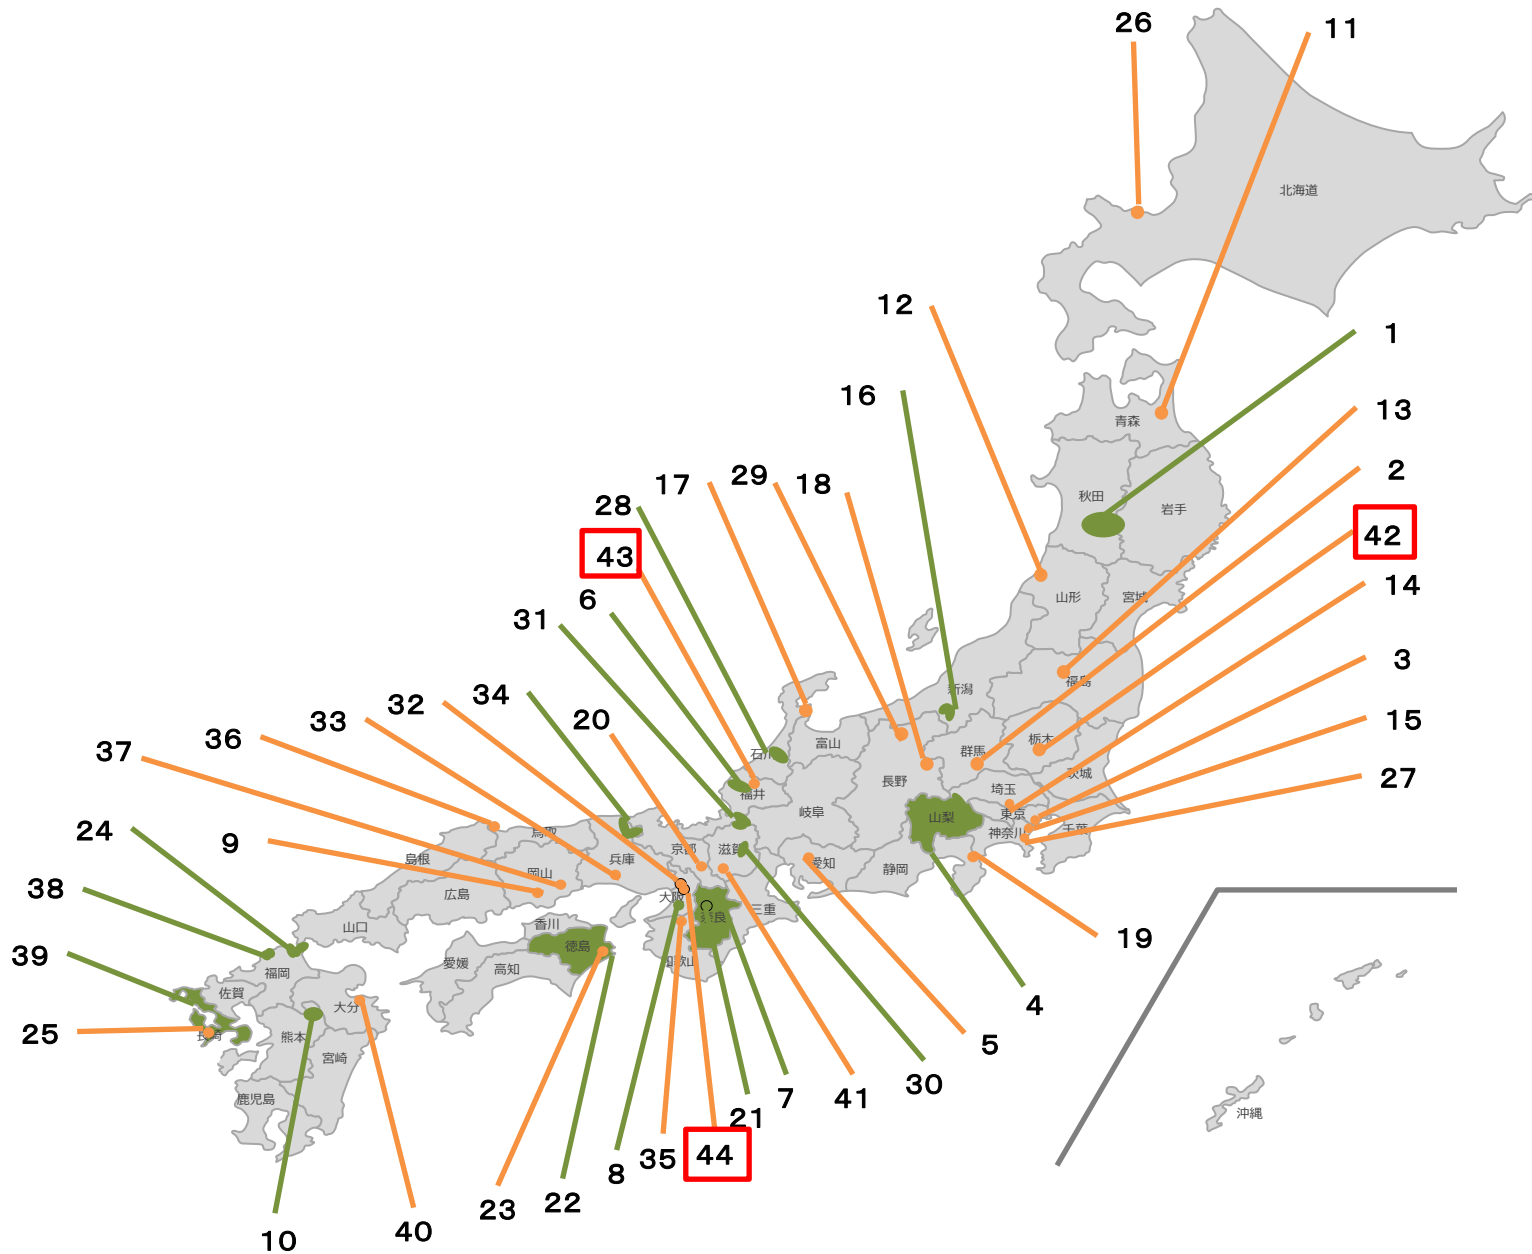 26
11
北海道
12
1
16
13
青森
2
29
17
18
28
秋田
岩手
42
43
14
6
山形
宮城
31
3
34
新潟
福島
32
20
15
33
36
37
石川
富山
群馬
栃木
茨城
27
長野
福井
埼玉
岐阜
東京
山梨
24
鳥取
神奈川
千葉
9
島根
兵庫
京都
滋賀
愛知
静岡
岡山
38
広島
大阪
三重
奈良
香川
山口
19
徳島
39
愛媛
高知
和歌山
福岡
佐賀
4
大分
25
長崎
熊本
5
宮崎
30
鹿児島
7
41
沖縄
21
44
35
8
22
23
40
10